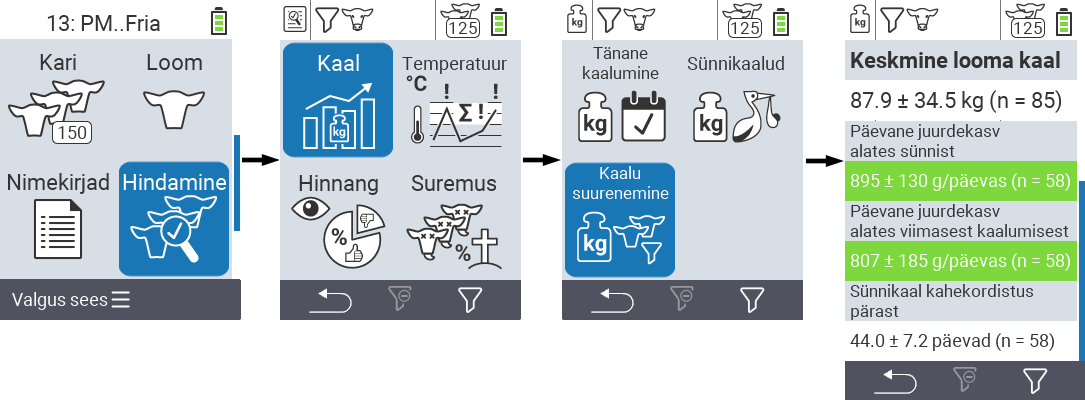 13: PM..Fria
Kari
Loom
150
Nimekirjad
Hindamine
Valgus sees
125
Kaal
Temperatuur
°C
! !
Σ !
kg
Hinnang
Suremus
%
%
kg
125
Tänane
kaalumine
Sünnikaalud
kg
kg
Kaalu
suurenemine
kg
kg
125
Keskmine looma kaal
87.9 ± 34.5 kg (n = 85)
Päevane juurdekasv
alates sünnist
895 ± 130 g/päevas (n = 58)
Päevane juurdekasv
alates viimasest kaalumisest
807 ± 185 g/päevas (n = 58)
Sünnikaal kahekordistus
pärast
44.0 ± 7.2 päevad (n = 58)